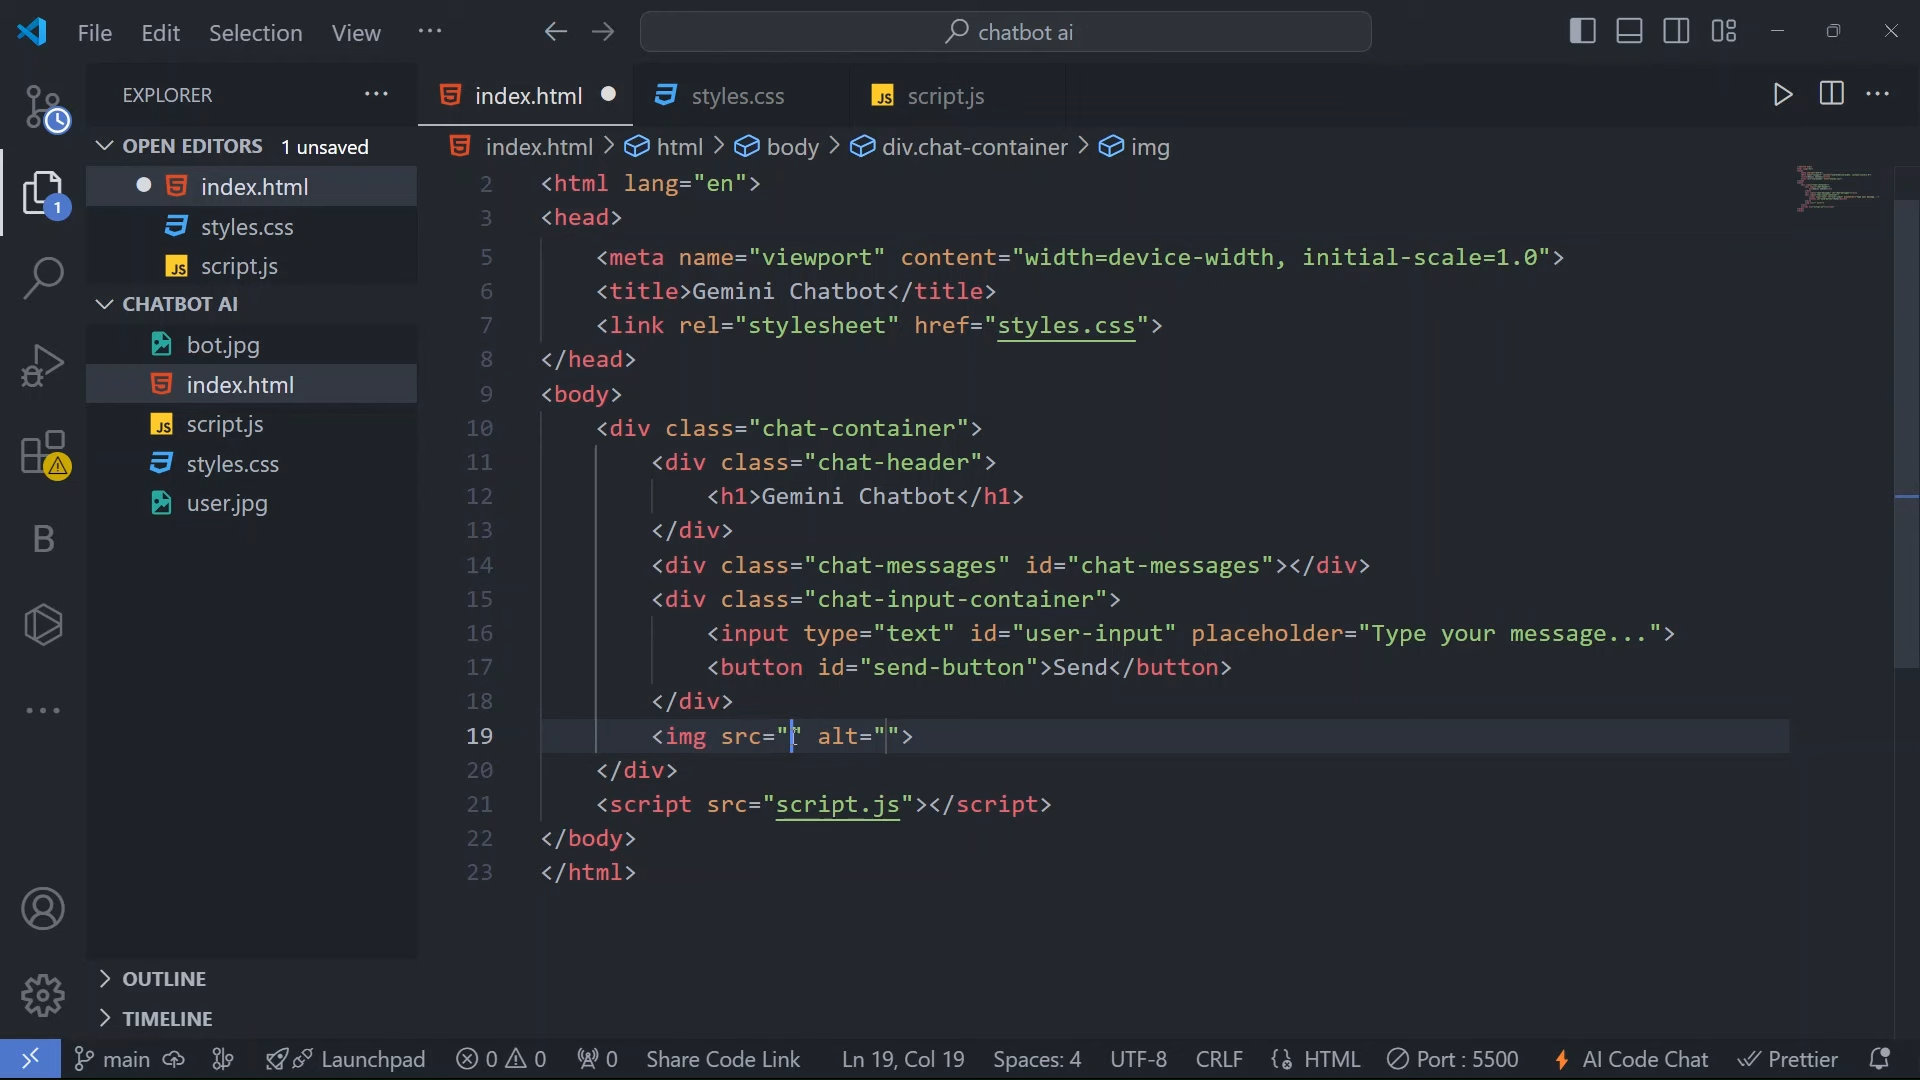 File Edit Selection View ··· chatbot ai
EXPLORER ···
OPEN EDITORS 1 unsaved
index.html
styles.css
JS script.js
CHATBOT AI
bot.jpg
index.html
JS script.js
styles.css
user.jpg
OUTLINE
TIMELINE
1
B
index.html styles.css JS script.js
index.html > html > body > div.chat-container > img
2 <html lang="en">
3 <head>
5 <meta name="viewport" content="width=device-width, initial-scale=1.0">
6 <title>Gemini Chatbot</title>
7 <link rel="stylesheet" href="styles.css">
8 </head>
9 <body>
10 <div class="chat-container">
11 <div class="chat-header">
12 <h1>Gemini Chatbot</h1>
13 </div>
14 <div class="chat-messages" id="chat-messages"></div>
15 <div class="chat-input-container">
16 <input type="text" id="user-input" placeholder="Type your message...">
17 <button id="send-button">Send</button>
18 </div>
19 <img src="" alt="">
20 </div>
21 <script src="script.js"></script>
22 </body>
23 </html>
main Launchpad 0 0 0 Share Code Link Ln 19, Col 19 Spaces: 4 UTF-8 CRLF {} HTML Port : 5500 AI Code Chat Prettier